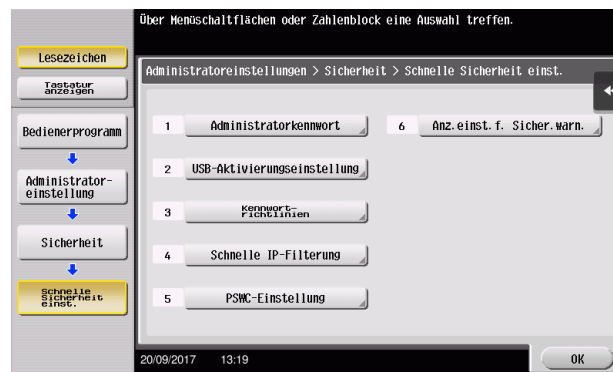 Über Menüschaltflächen oder Zahlenblock eine Auswahl treffen.
Lesezeichen
Tastatur
anzeigen
Administratoreinstellungen > Sicherheit > Schnelle Sicherheit einst.
Bedienerprogramm
Administrator-
einstellung
Sicherheit
Schnelle
Sicherheit
einst.
1 Administratorkennwort
2 USB-Aktivierungseinstellung
3 Kennwort-
richtlinien
4 Schnelle IP-Filterung
5 PSWC-Einstellung
6 Anz.einst.f. Sicher.warn.
20/09/2017 13:19
OK